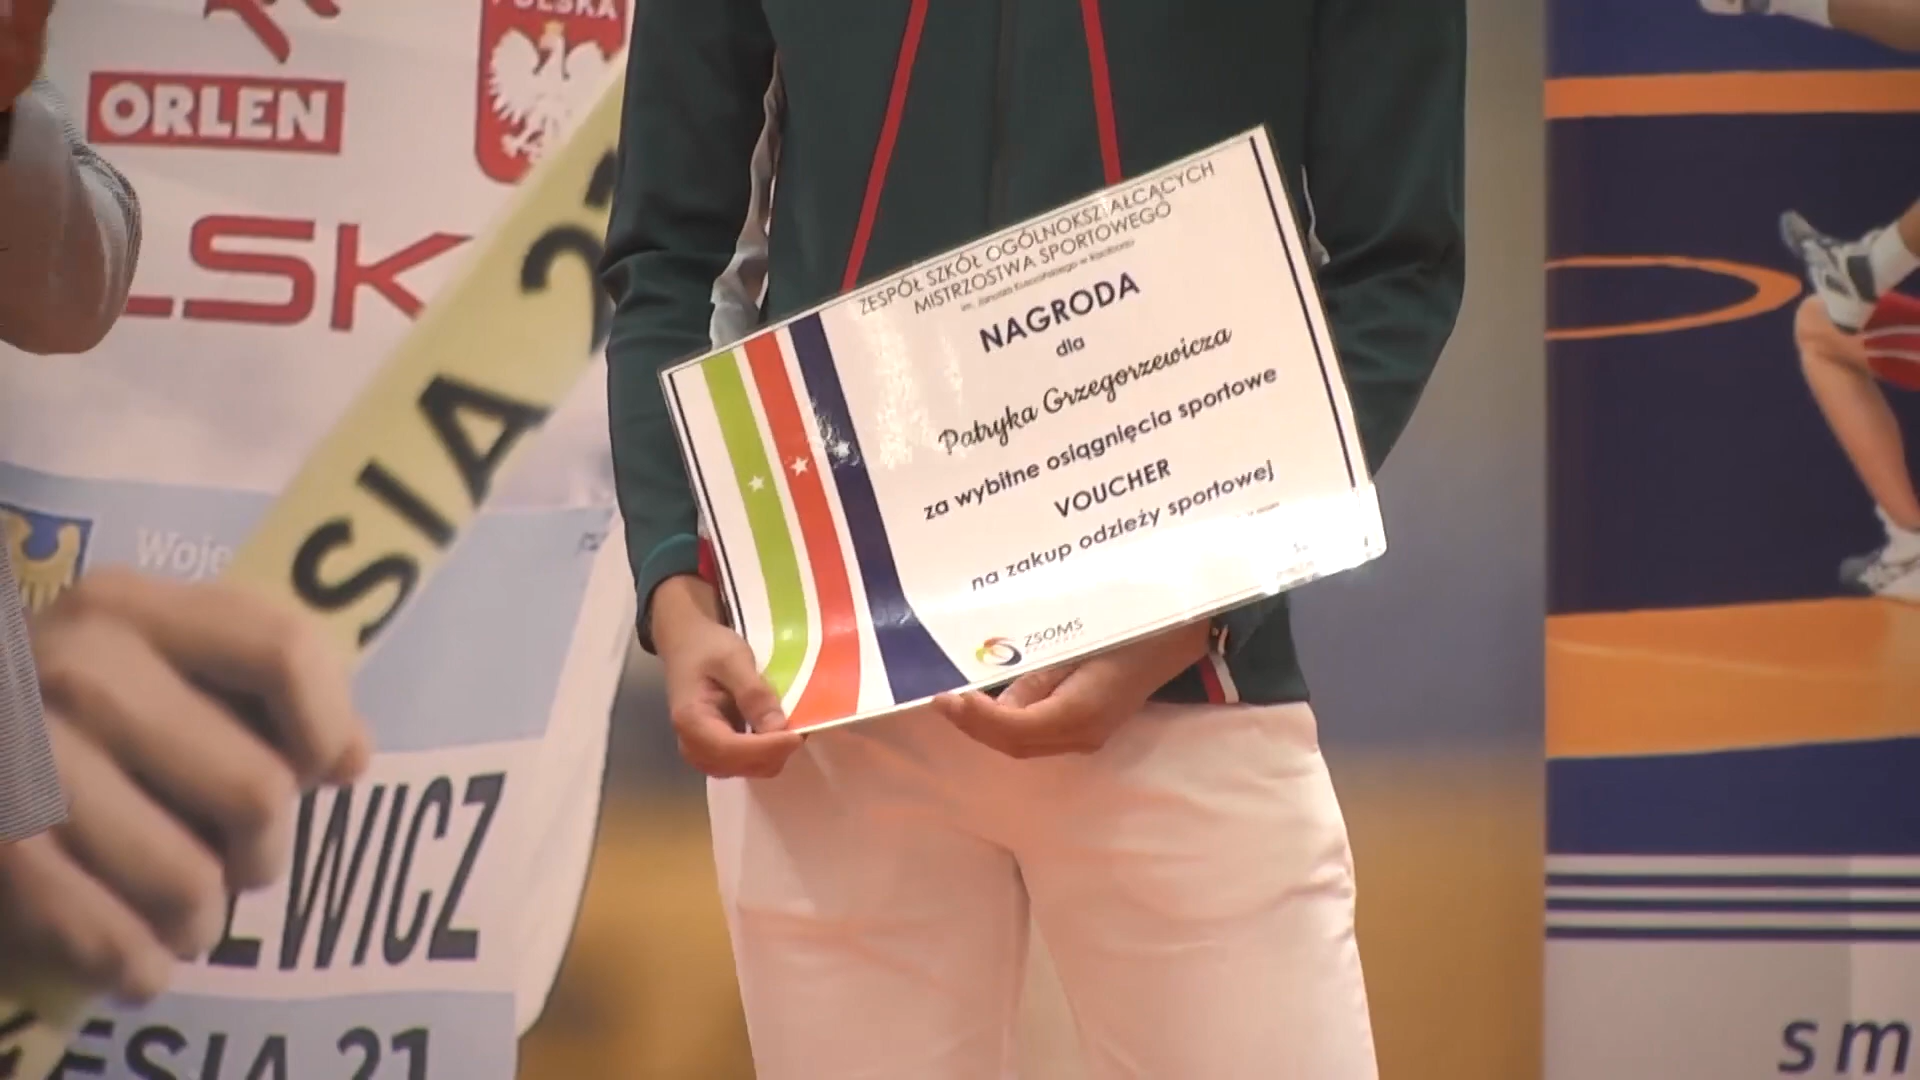 POLSKA
ORLEN
LSK
SIA 2
Woje
EWICZ
ESIA 21
ZESPÓŁ SZKÓŁ OGÓLNOKSZTAŁCĄCYCH
MISTRZOSTWA SPORTOWEGO
NAGRODA
dla
Patryka Grzegorzewicza
za wybitne osiągnięcia sportowe
VOUCHER
na zakup odzieży sportowej
ZSOMS
sm